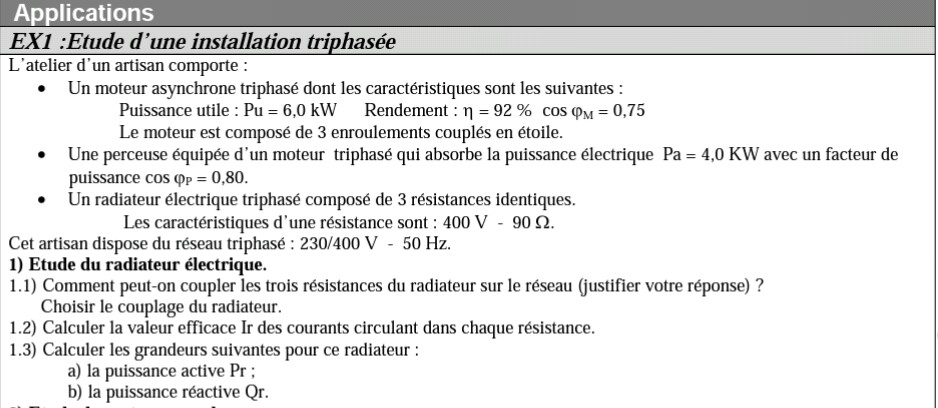 Applications
EX1 :Etude d'une installation triphasée
L'atelier d'un artisan comporte :
• Un moteur asynchrone triphasé dont les caractéristiques sont les suivantes :
Puissance utile : Pu = 6,0 kW Rendement : η = 92 % cos φM = 0,75
Le moteur est composé de 3 enroulements couplés en étoile.
• Une perceuse équipée d'un moteur triphasé qui absorbe la puissance électrique Pa = 4,0 KW avec un facteur de
puissance cos φP = 0,80.
• Un radiateur électrique triphasé composé de 3 résistances identiques.
Les caractéristiques d'une résistance sont : 400 V - 90 Ω.
Cet artisan dispose du réseau triphasé : 230/400 V - 50 Hz.
1) Etude du radiateur électrique.
1.1) Comment peut-on coupler les trois résistances du radiateur sur le réseau (justifier votre réponse) ?
Choisir le couplage du radiateur.
1.2) Calculer la valeur efficace Ir des courants circulant dans chaque résistance.
1.3) Calculer les grandeurs suivantes pour ce radiateur :
a) la puissance active Pr ;
b) la puissance réactive Qr.